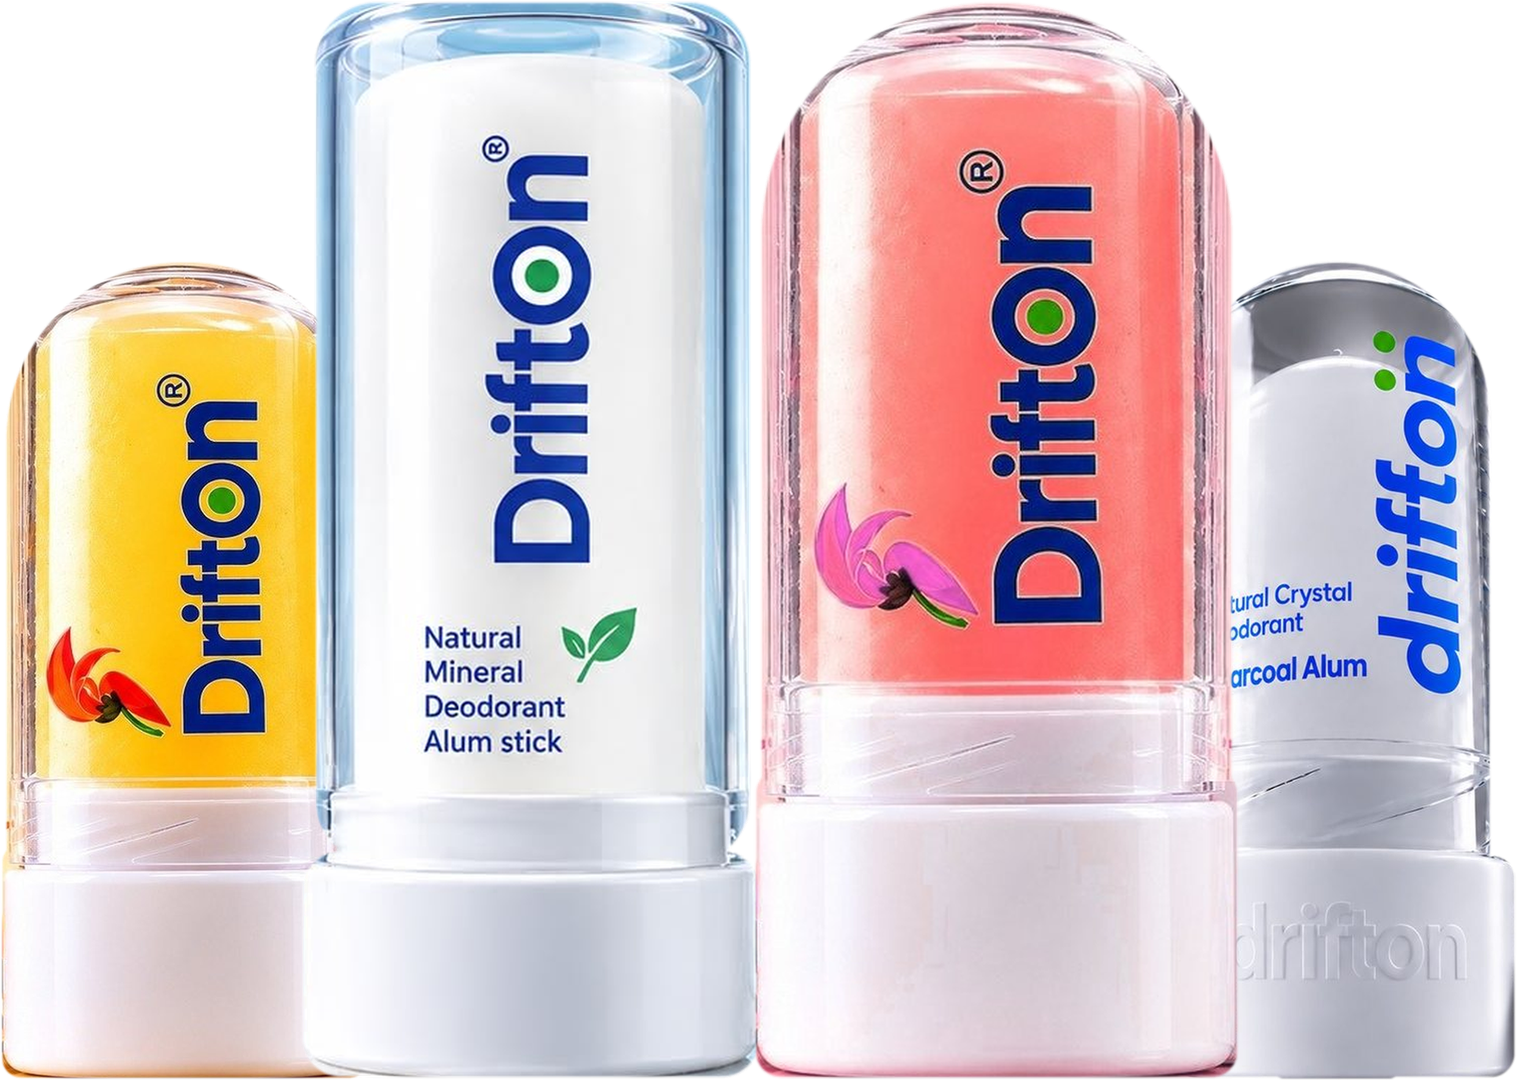 Drifton®
Drifton®
Natural
Mineral
Deodorant
Alum stick
Drifton®
drifton
tural Crystal
odorant
arcoal Alum
drifton